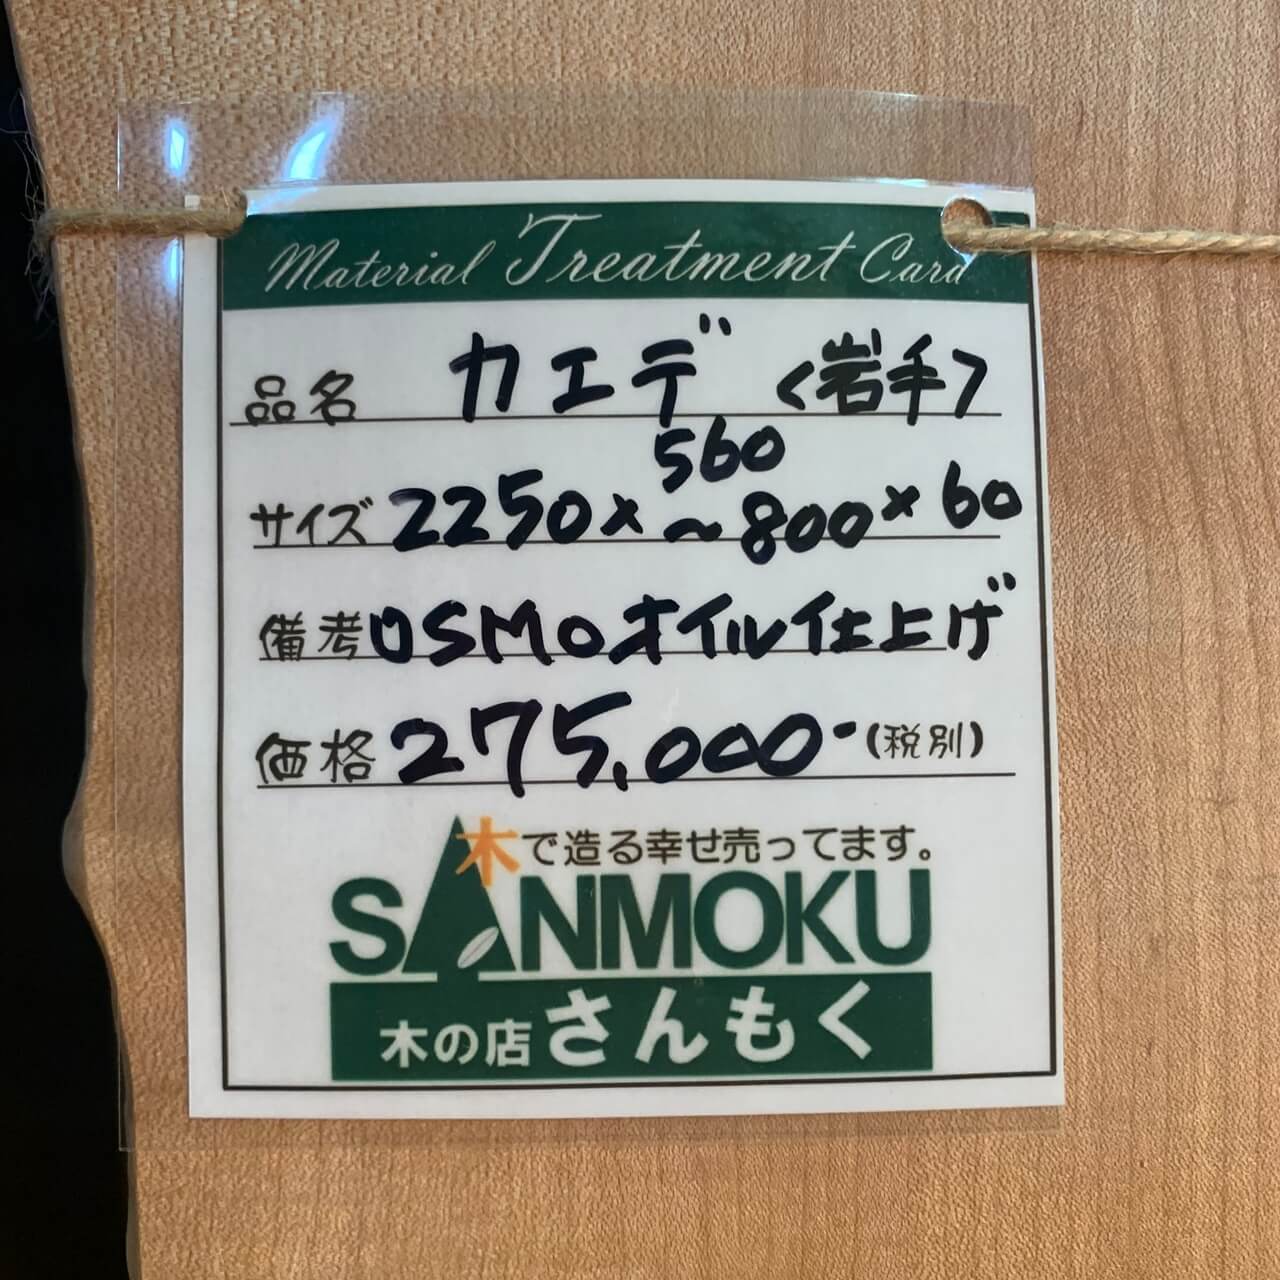 Material Treatment Card
品名 カエデ <岩手>
サイズ 2250×560~800×60
備考 OSMOオイル仕上げ
価格 275,000- (税別)
木で造る幸せ売ってます。
SANMOKU
木の店 さんもく